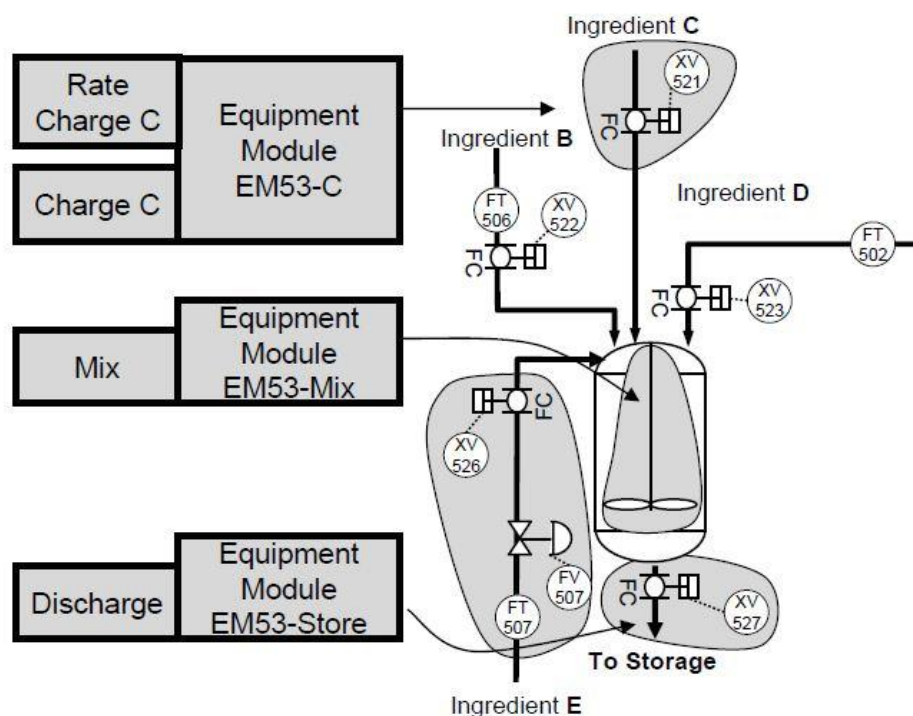 Rate
Charge C
Charge C
Equipment
Module
EM53-C
Mix
Equipment
Module
EM53-Mix
Discharge
Equipment
Module
EM53-Store
Ingredient C
XV
521
FC
Ingredient B
FT
506
XV
522
FC
Ingredient D
FT
502
FC
XV
523
FC
XV
526
FV
507
FT
507
FC
XV
527
To Storage
Ingredient E